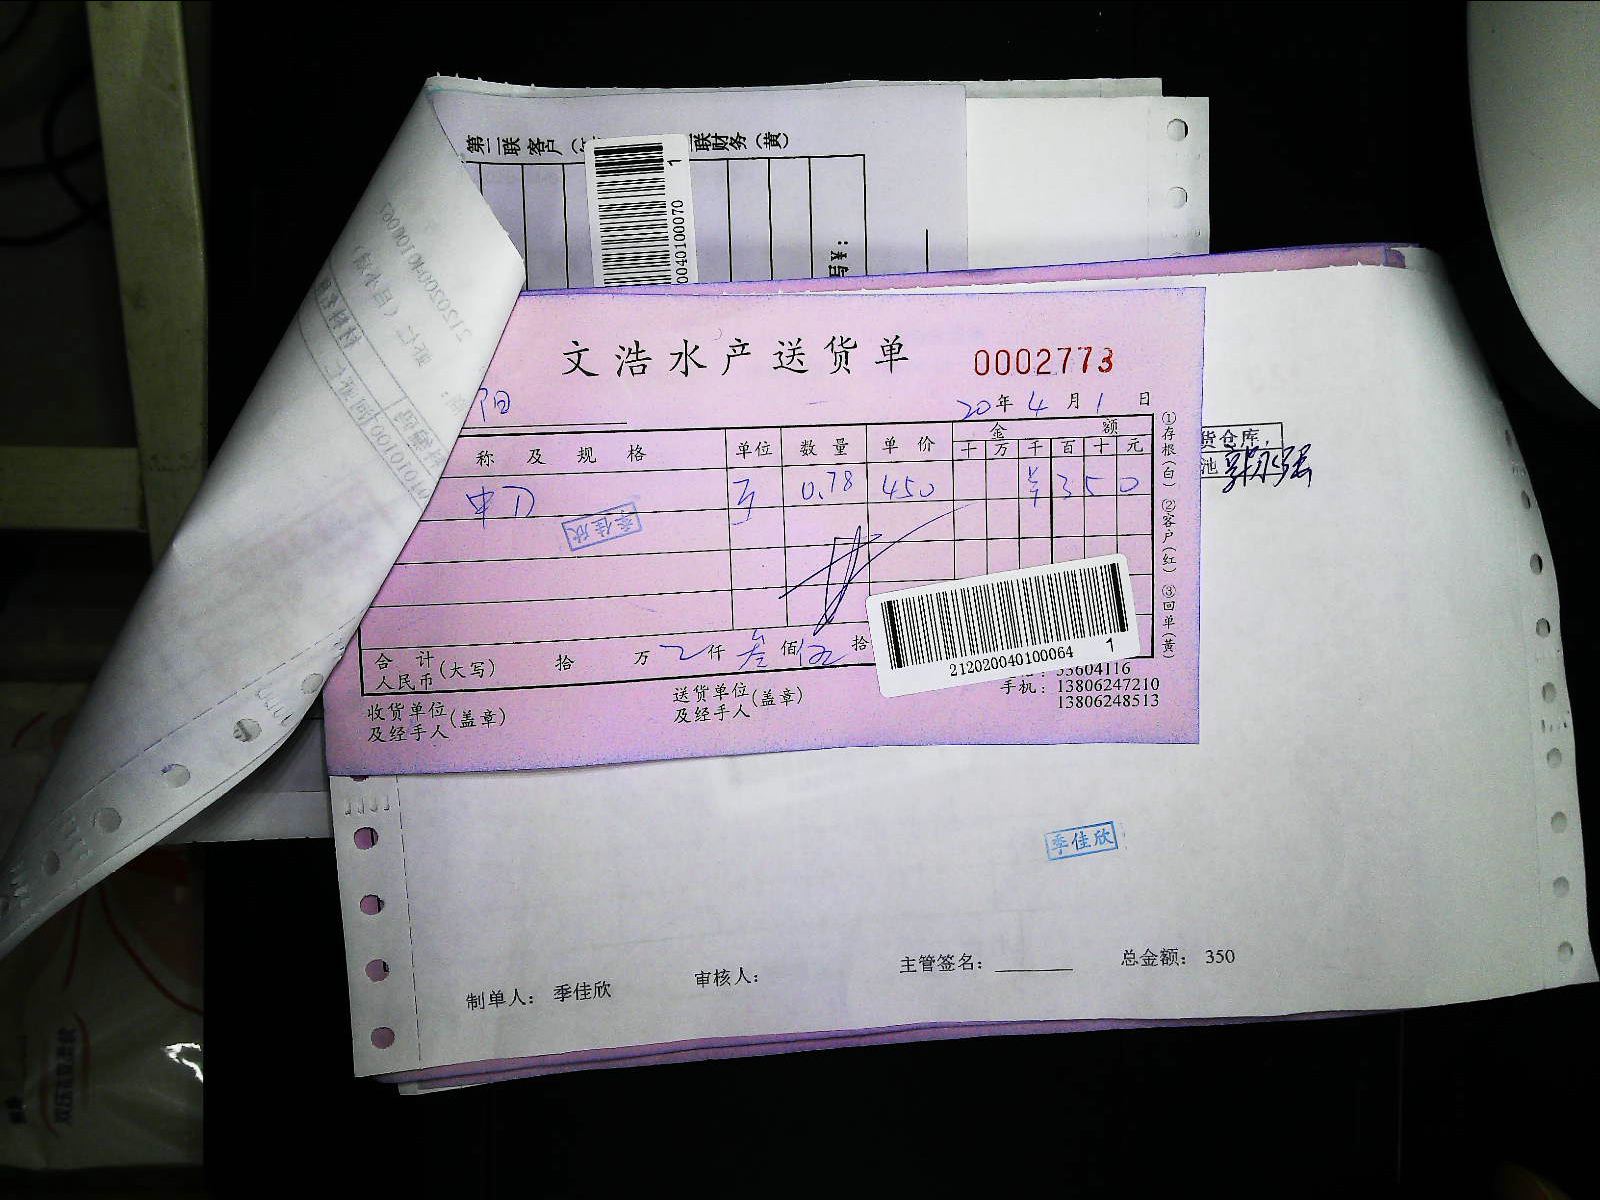 第二联客户
联财务(黄)
1
0040100070
文浩水产送货单 0002773
阳
20年4月1日
称及规格 单位 数量 单价 金额
十 万 千 百 十 元
0.78 450 ¥ 3 5 0
季佳欣
①存根(白) ②客户(红) ③回单(黄)
合计 人民币(大写) 拾 万 仟 叁 佰 伍 拾
1
212020040100064
55604116
手机：13806247210
13806248513
收货单位 及经手人(盖章)
送货单位 及经手人(盖章)
货仓库
池
季佳欣
制单人： 季佳欣 审核人： 主管签名： 总金额： 350